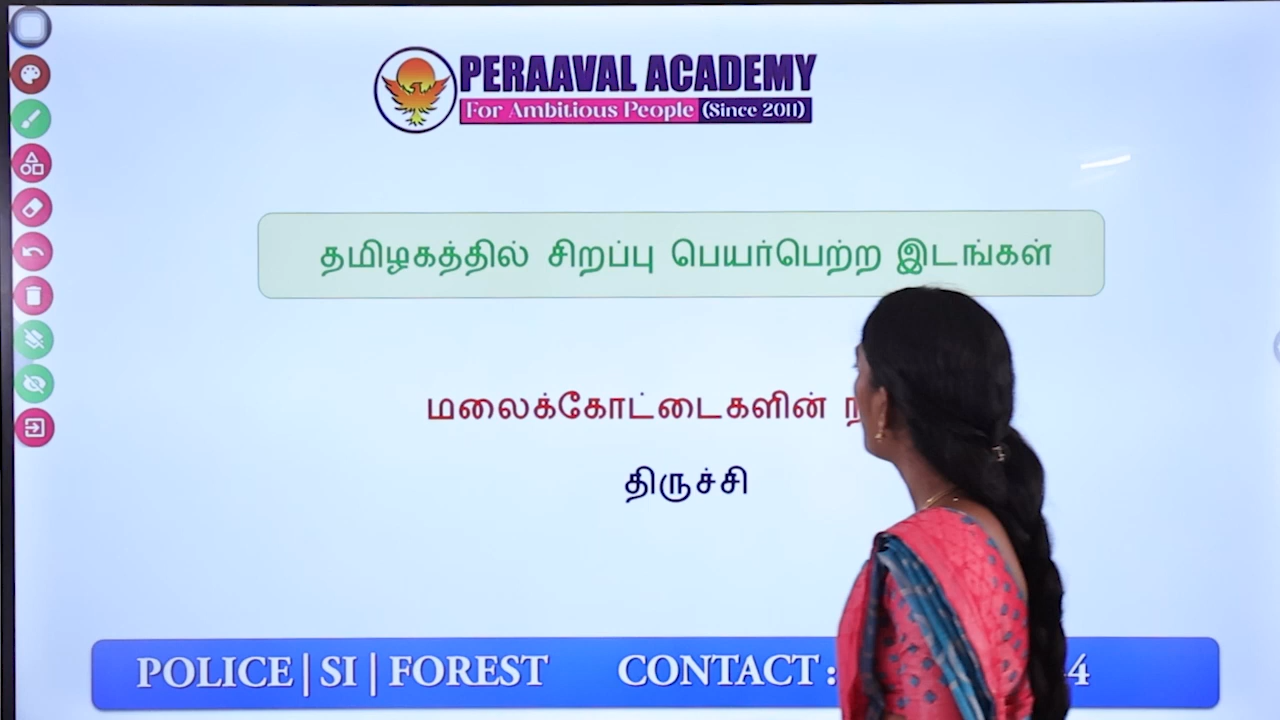 PERAAVAL ACADEMY
For Ambitious People (Since 2011)
தமிழகத்தில் சிறப்பு பெயர்பெற்ற இடங்கள்
மலைக்கோட்டைகளின்
திருச்சி
POLICE | SI | FOREST CONTACT :